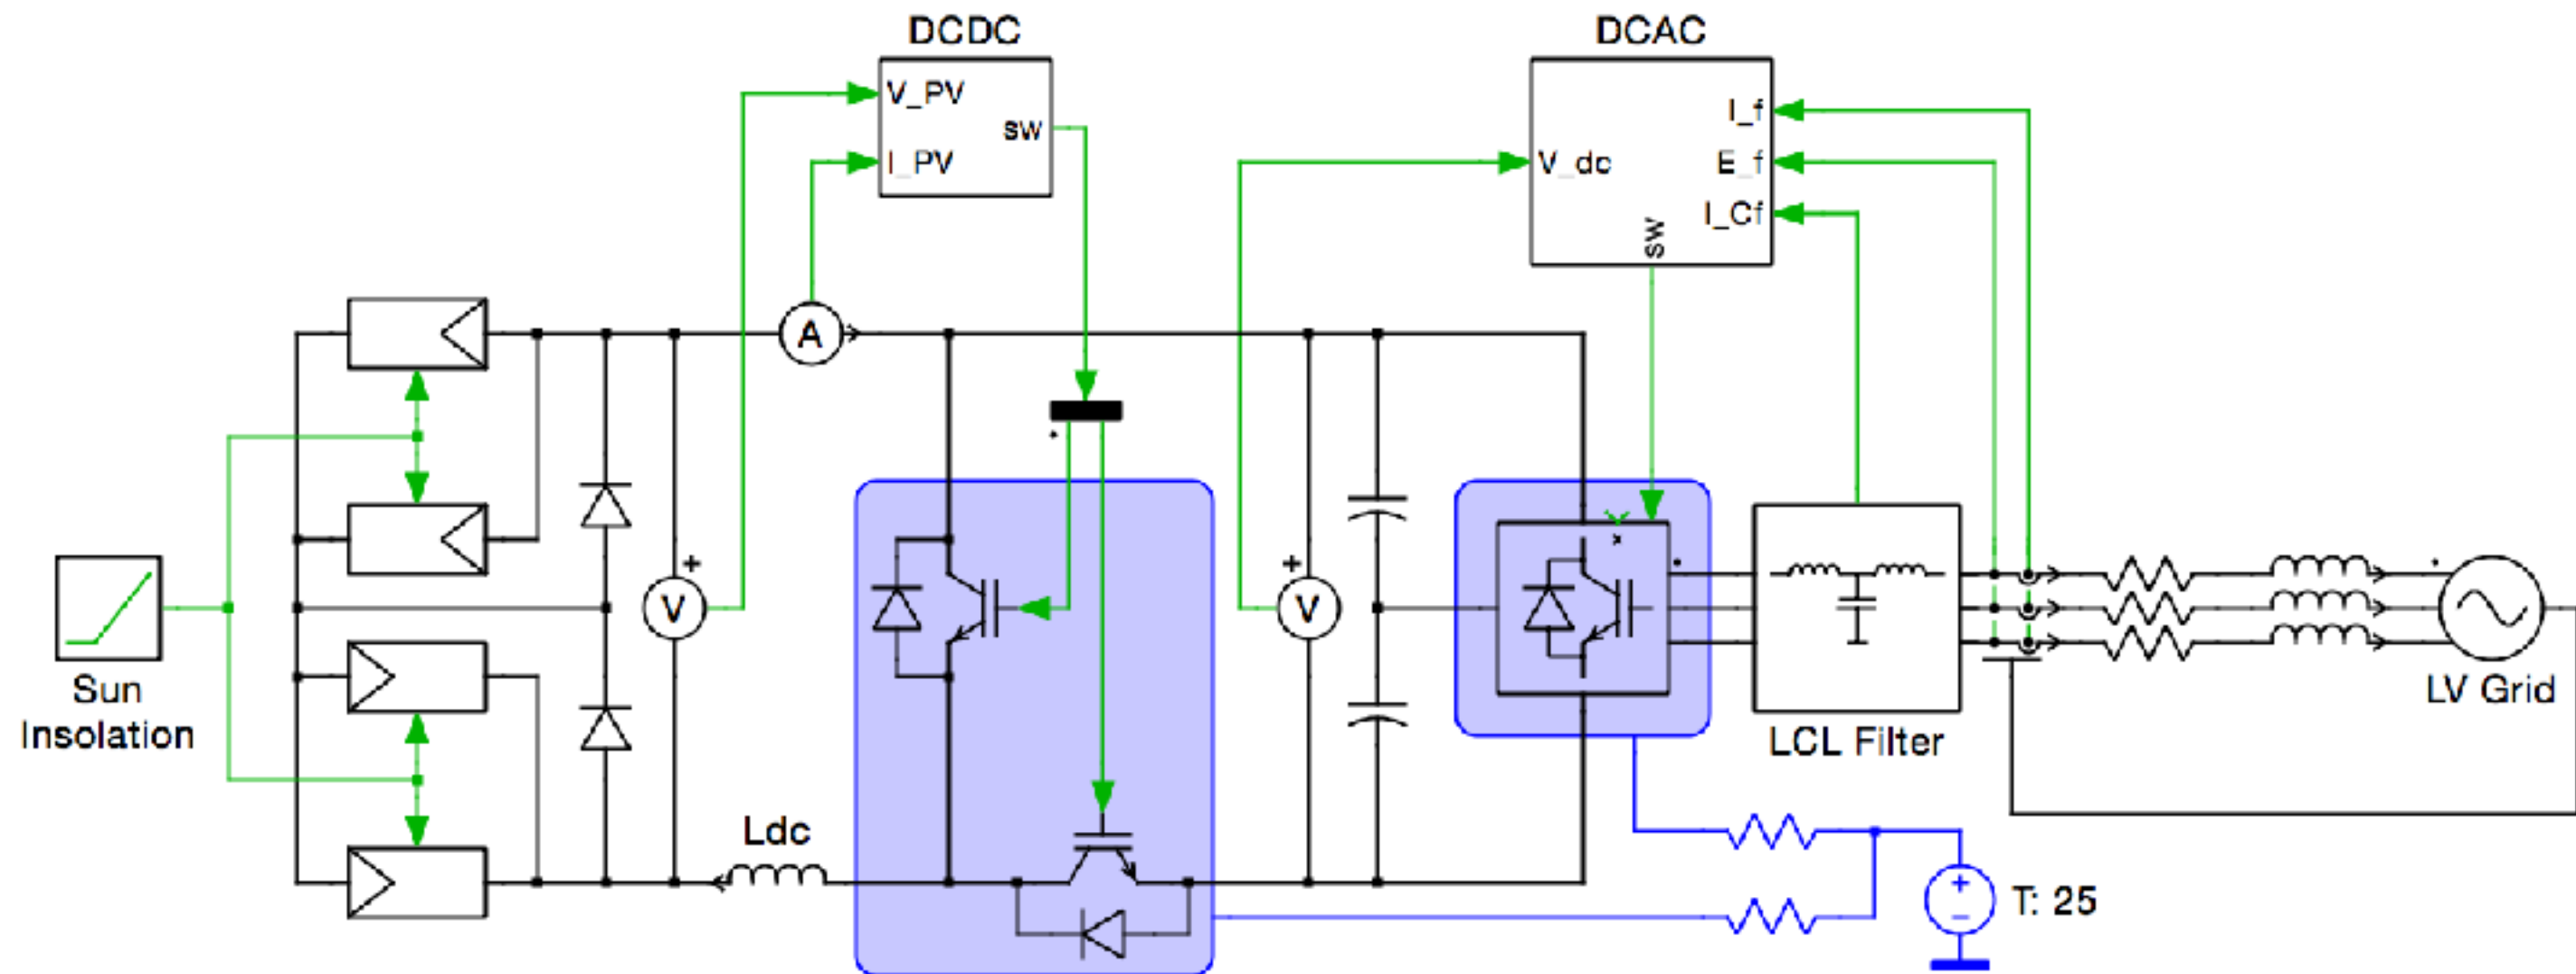 DCDC
DCAC
V_PV
I_PV
sw
V_dc
I_f
E_f
I_Cf
sw
A
V
+
V
+
Sun
Insolation
Ldc
LCL Filter
LV Grid
T: 25
+
−